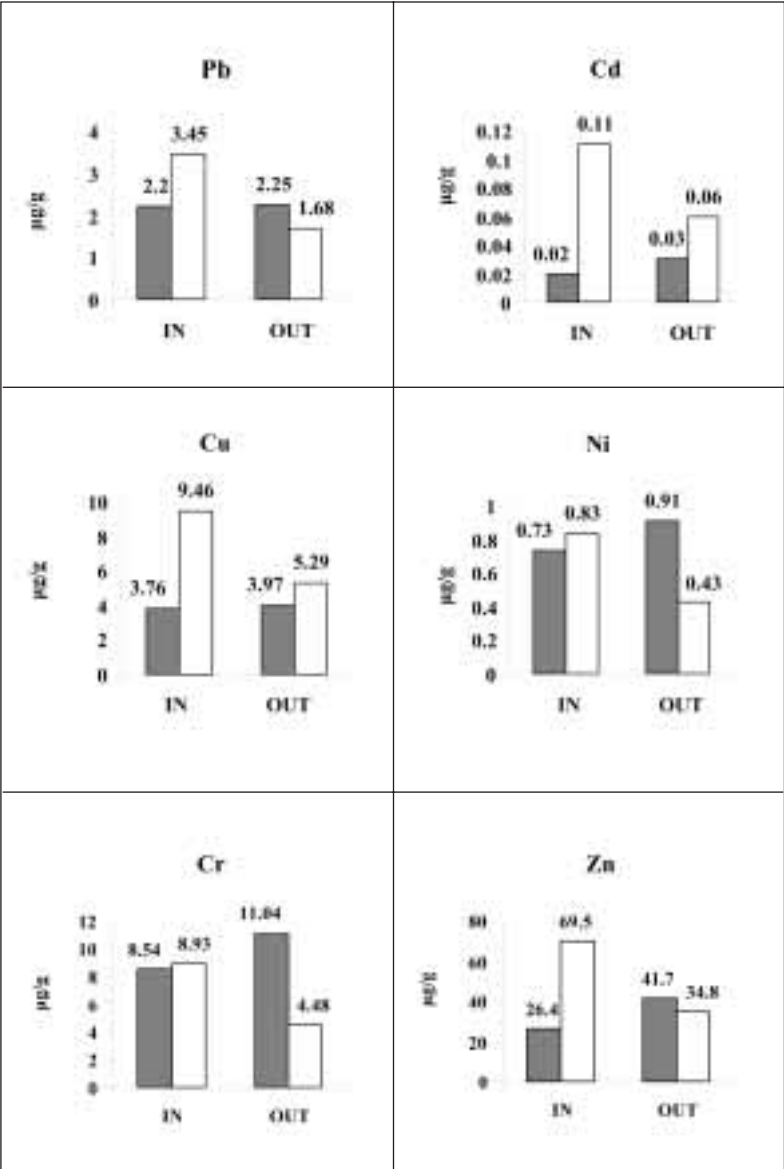 Pb
μg/g
4
3
2
1
0
2.2
3.45
2.25
1.68
IN
OUT
Cd
μg/g
0.12
0.1
0.08
0.06
0.04
0.02
0
0.02
0.11
0.03
0.06
IN
OUT
Cu
μg/g
10
8
6
4
2
0
3.76
9.46
3.97
5.29
IN
OUT
Ni
μg/g
1
0.8
0.6
0.4
0.2
0
0.73
0.83
0.91
0.43
IN
OUT
Cr
μg/g
12
10
8
6
4
2
0
8.54
8.93
11.04
4.48
IN
OUT
Zn
μg/g
80
60
40
20
0
26.4
69.5
41.7
34.8
IN
OUT